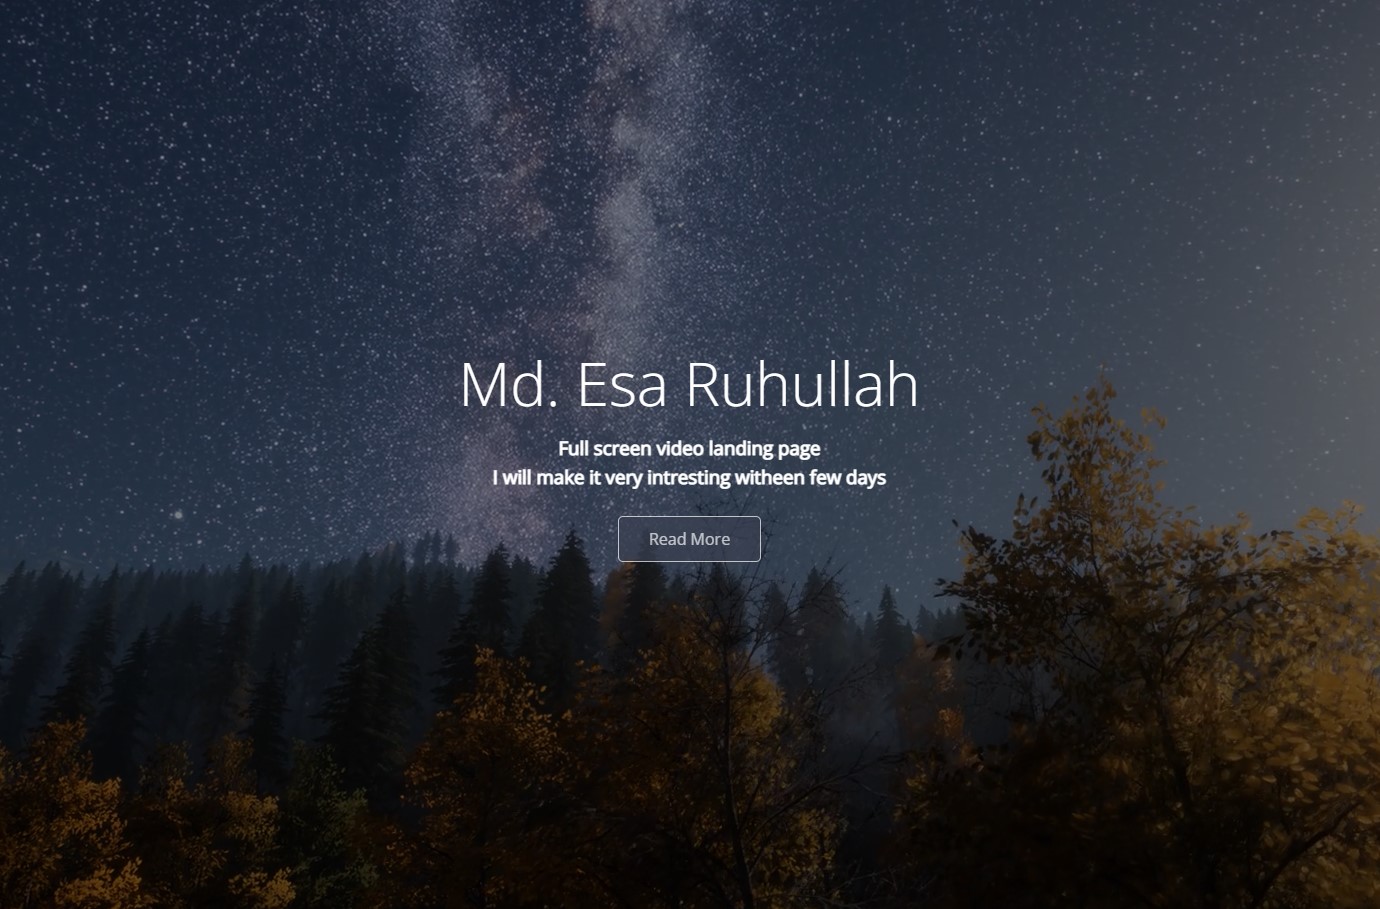 Md. Esa Ruhullah
Full screen video landing page
I will make it very intresting witheen few days
Read More